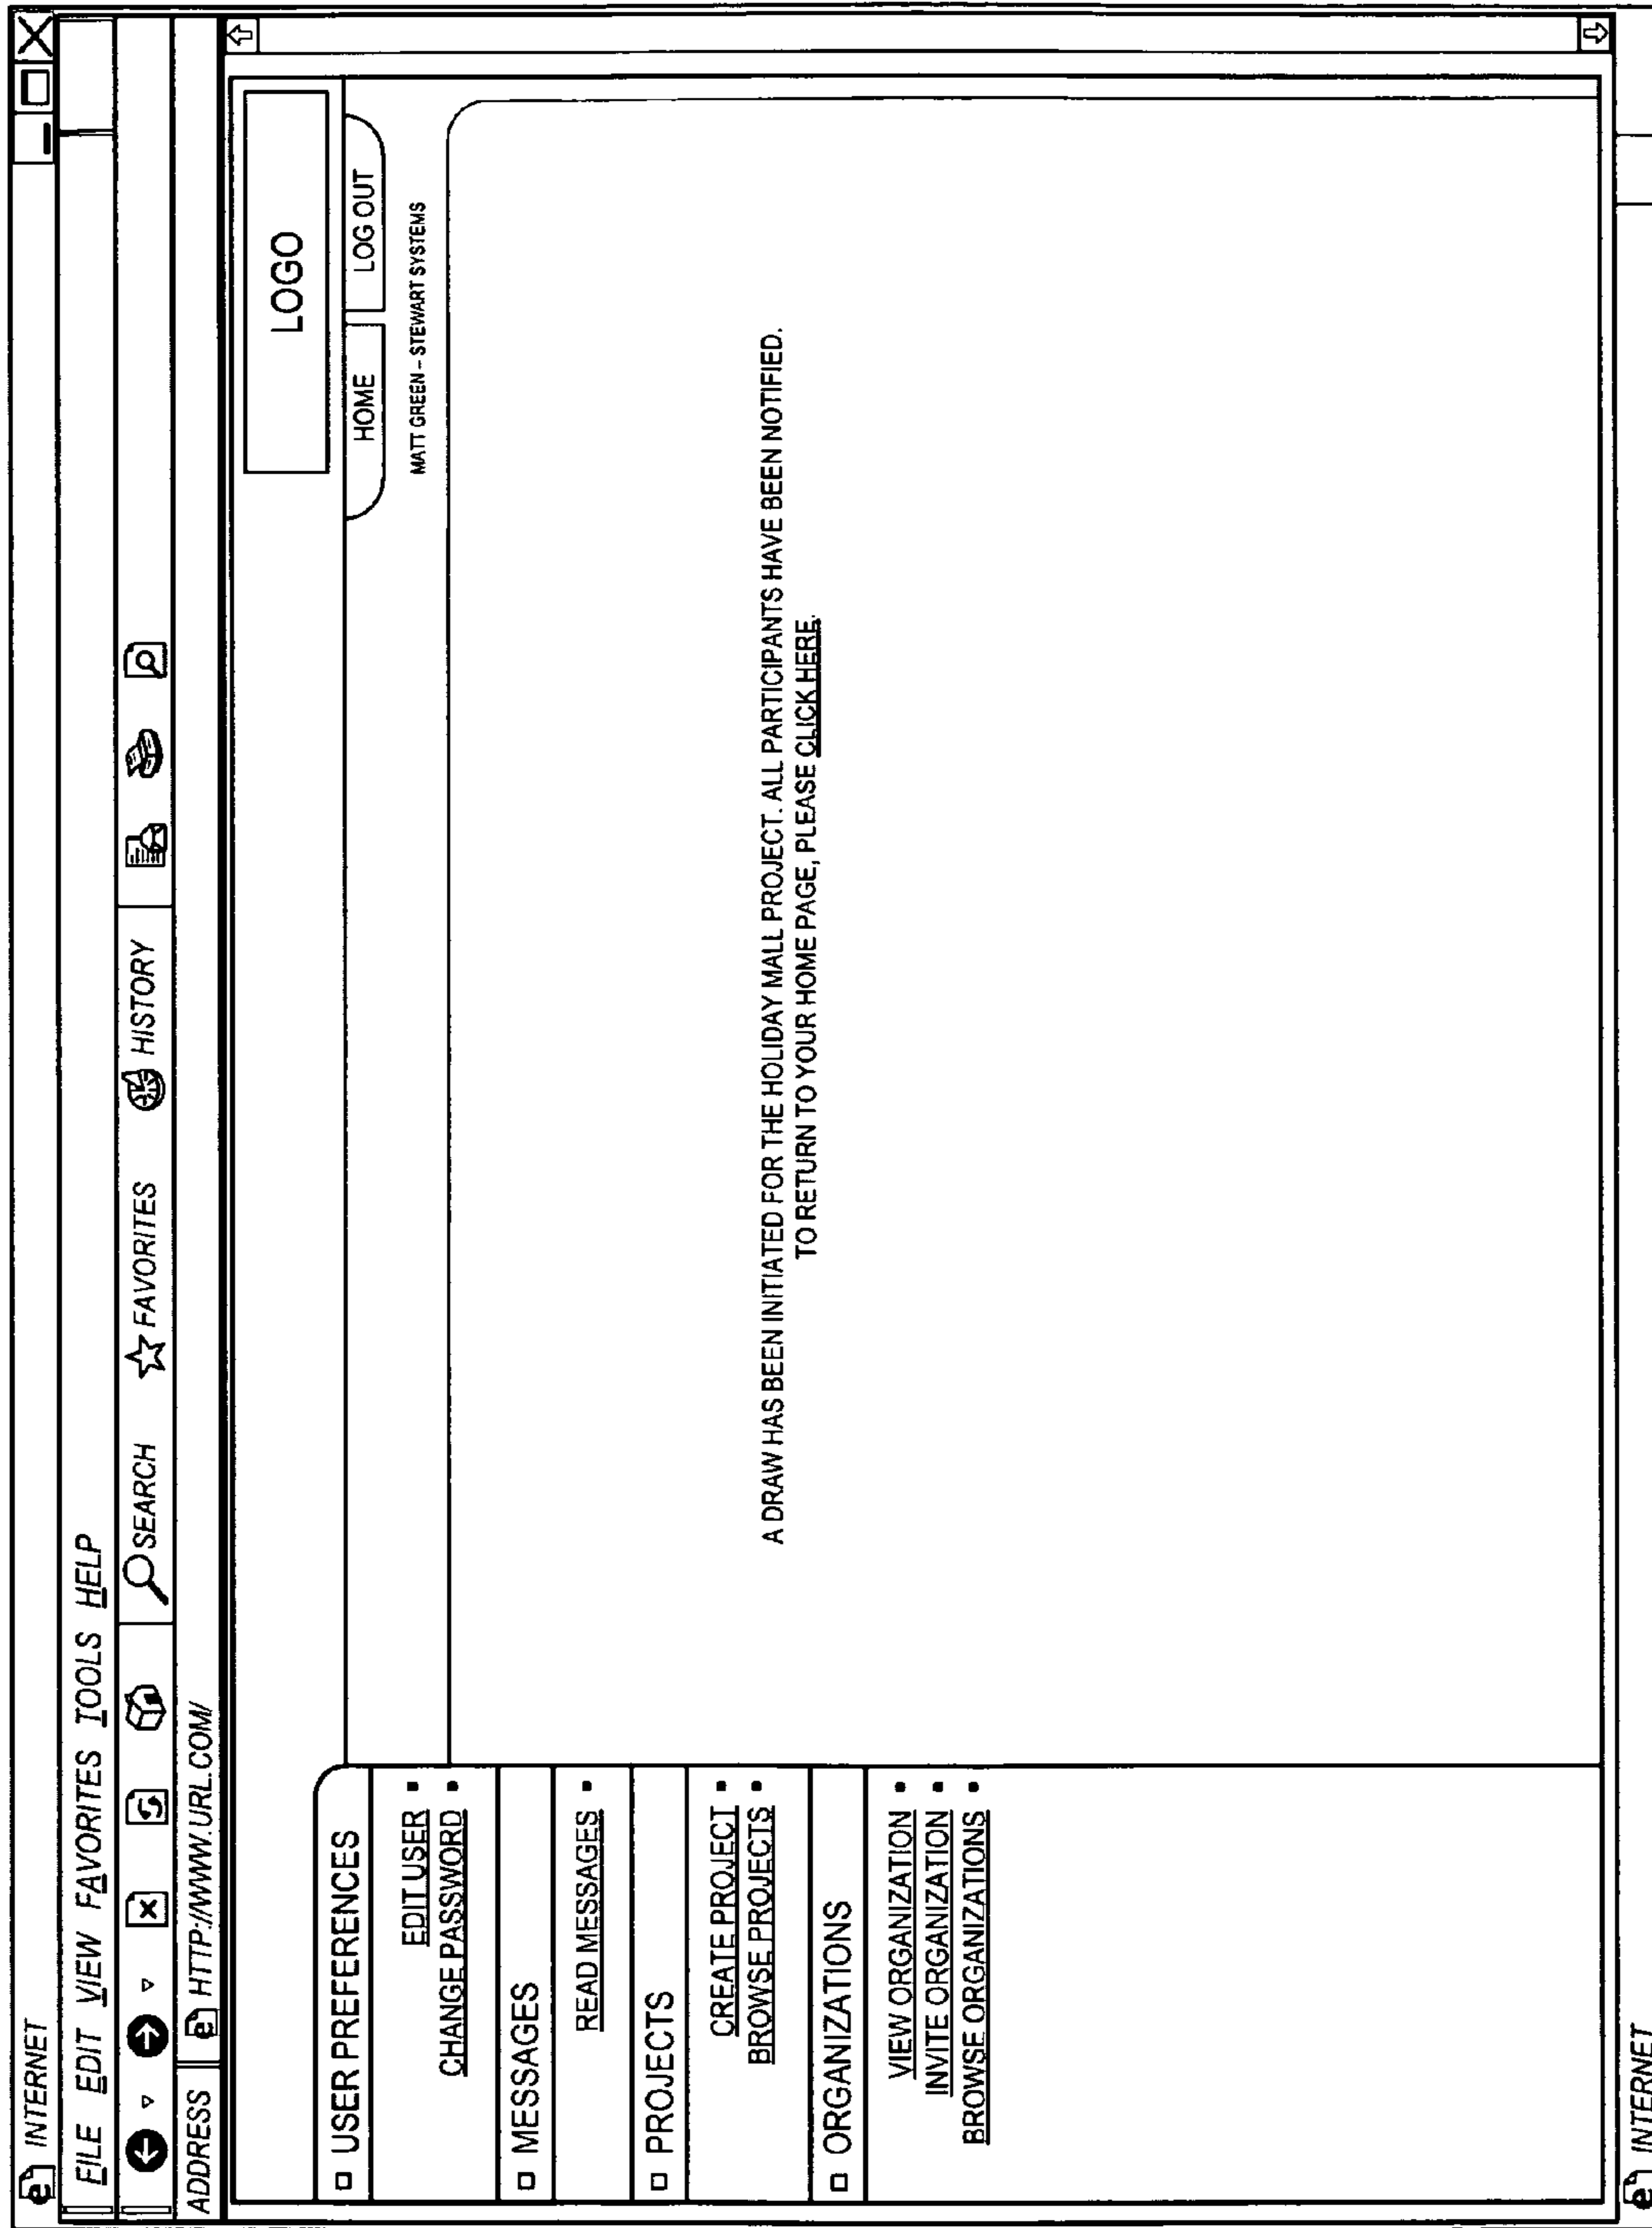 INTERNET
FILE EDIT VIEW FAVORITES TOOLS HELP
SEARCH FAVORITES HISTORY
ADDRESS HTTP://WWW.URL.COM/
LOGO
HOME LOG OUT
MATT GREEN – STEWART SYSTEMS
USER PREFERENCES
EDIT USER
CHANGE PASSWORD
MESSAGES
READ MESSAGES
PROJECTS
CREATE PROJECT
BROWSE PROJECTS
ORGANIZATIONS
VIEW ORGANIZATION
INVITE ORGANIZATION
BROWSE ORGANIZATIONS
A DRAW HAS BEEN INITIATED FOR THE HOLIDAY MALL PROJECT. ALL PARTICIPANTS HAVE BEEN NOTIFIED.
TO RETURN TO YOUR HOME PAGE, PLEASE CLICK HERE.
INTERNET